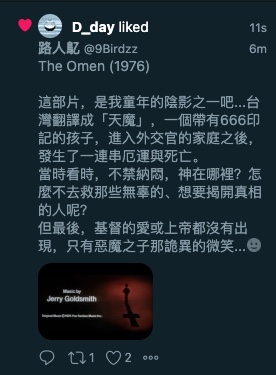 D_day liked
11s
路人乿 @9Birdzz
6m
The Omen (1976)
這部片，是我童年的陰影之一吧...台
灣翻譯成「天魔」，一個帶有666印
記的孩子，進入外交官的家庭之後，
發生了一連串厄運與死亡。
當時看時，不禁納悶，神在哪裡？怎
麼不去救那些無辜的、想要揭開真相
的人呢？
但最後，基督的愛或上帝都沒有出
現，只有惡魔之子那詭異的微笑...🌚
Music by
Jerry Goldsmith
1
2